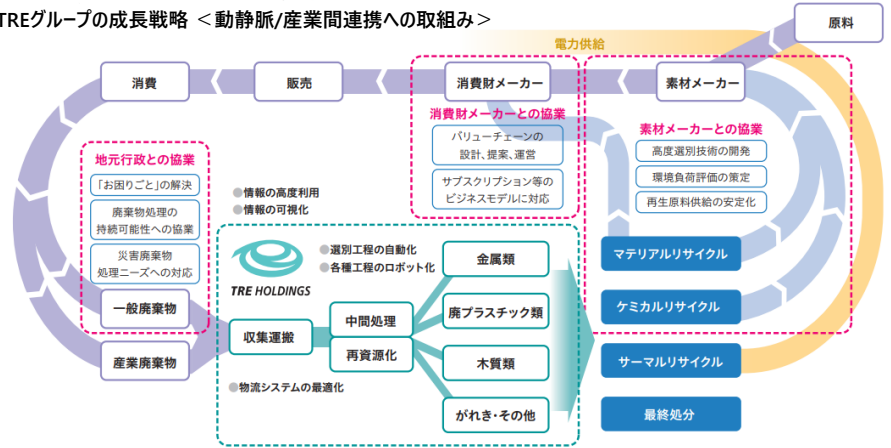 TREグループの成長戦略 ＜動静脈/産業間連携への取組み＞
原料
電力供給
消費
販売
消費財メーカー
素材メーカー
消費財メーカーとの協業
バリューチェーンの
設計、提案、運営
サブスクリプション等の
ビジネスモデルに対応
素材メーカーとの協業
高度選別技術の開発
環境負荷評価の策定
再生原料供給の安定化
地元行政との協業
「お困りごと」の解決
廃棄物処理の
持続可能性への協業
災害廃棄物
処理ニーズへの対応
一般廃棄物
産業廃棄物
●情報の高度利用
●情報の可視化
TRE HOLDINGS
●選別工程の自動化
●各種工程のロボット化
収集運搬
中間処理
再資源化
●物流システムの最適化
金属類
廃プラスチック類
木質類
がれき・その他
マテリアルリサイクル
ケミカルリサイクル
サーマルリサイクル
最終処分